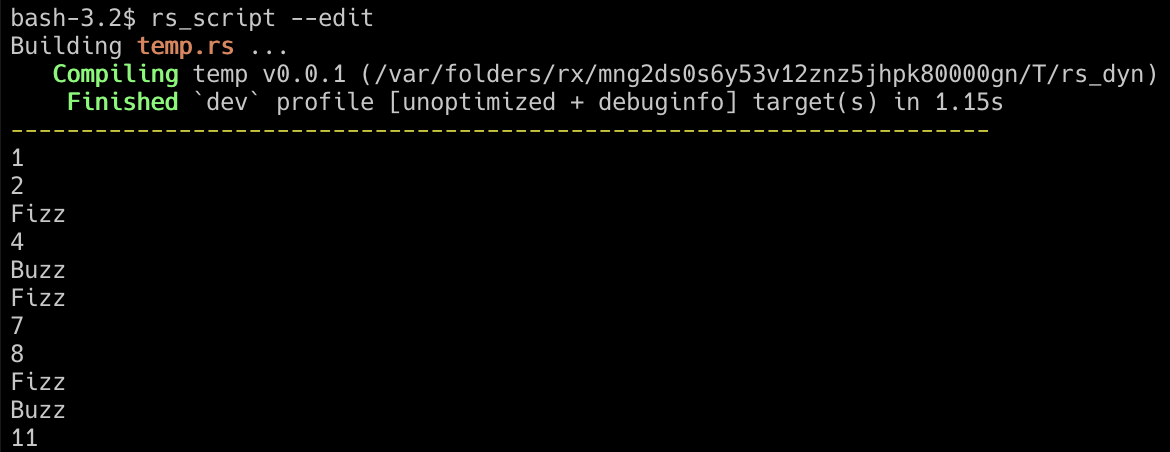 bash-3.2$ rs_script --edit
Building temp.rs ...
   Compiling temp v0.0.1 (/var/folders/rx/mng2ds0s6y53v12znz5jhpk80000gn/T/rs_dyn)
    Finished `dev` profile [unoptimized + debuginfo] target(s) in 1.15s
----------------------------------------------------------------------
1
2
Fizz
4
Buzz
Fizz
7
8
Fizz
Buzz
11